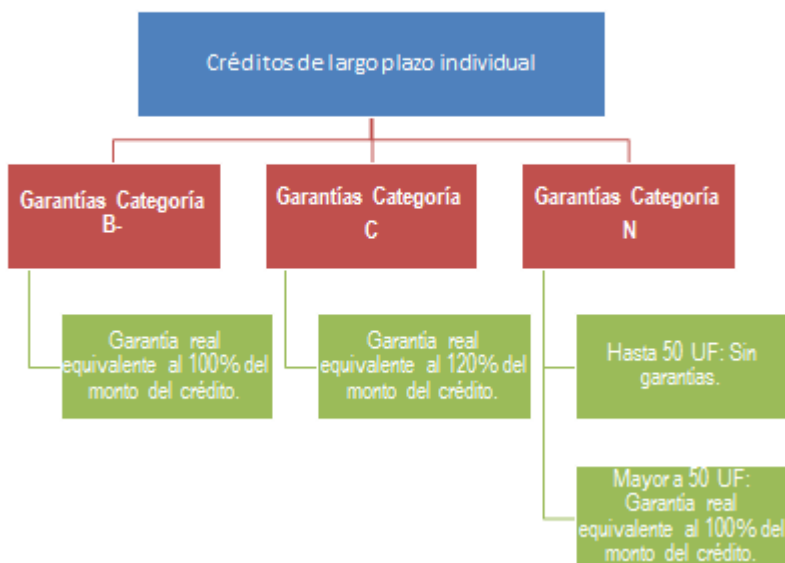 Créditos de largo plazo individual
Garantías Categoría
B-
Garantías Categoría
C
Garantías Categoría
N
Garantía real
equivalente al 100% del
monto del crédito.
Garantía real
equivalente al 120% del
monto del crédito.
Hasta 50 UF: Sin
garantías.
Mayor a 50 UF:
Garantía real
equivalente al 100% del
monto del crédito.